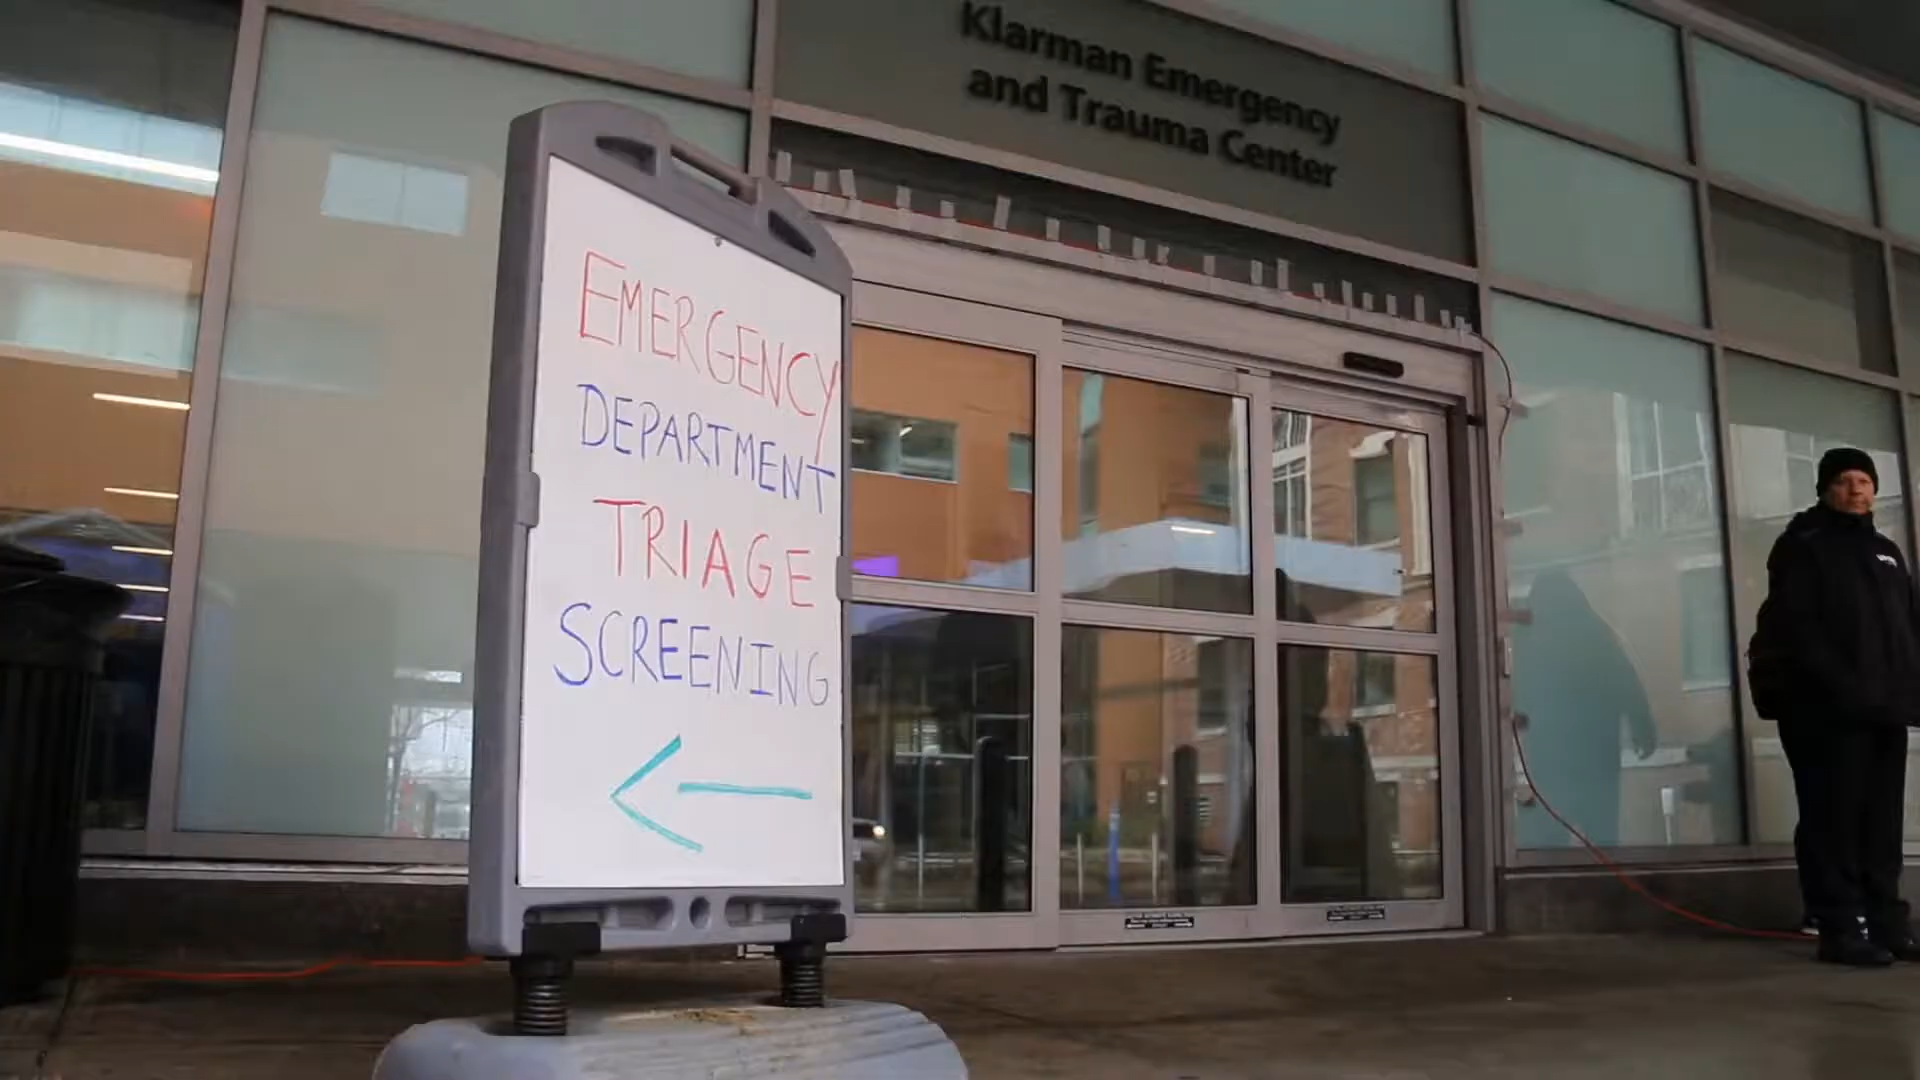 Klarman Emergency
and Trauma Center
EMERGENCY
DEPARTMENT
TRIAGE
SCREENING